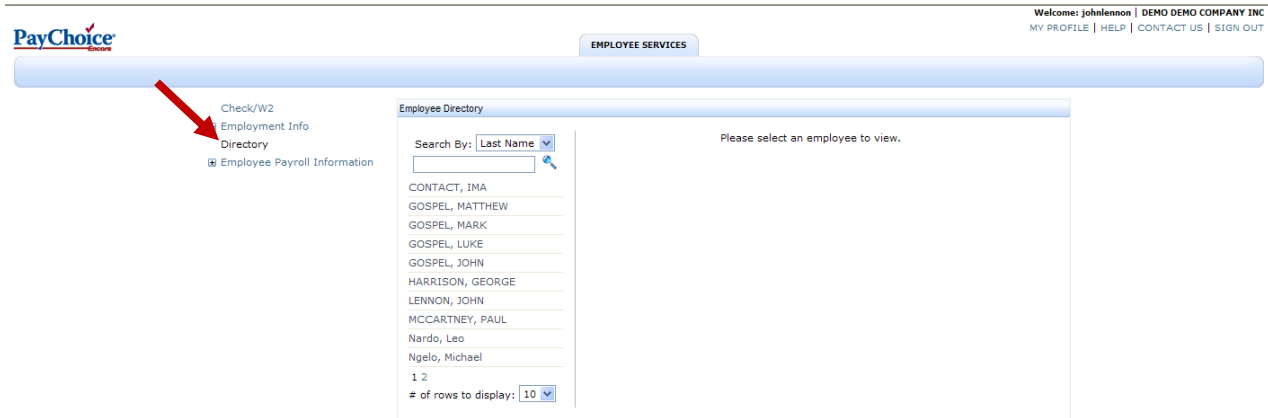 Welcome: johnlennon | DEMO DEMO COMPANY INC
MY PROFILE | HELP | CONTACT US | SIGN OUT
PayChoice®
Encore
EMPLOYEE SERVICES
Check/W2
Employment Info
Directory
Employee Payroll Information
Employee Directory
Search By: Last Name
CONTACT, IMA
GOSPEL, MATTHEW
GOSPEL, MARK
GOSPEL, LUKE
GOSPEL, JOHN
HARRISON, GEORGE
LENNON, JOHN
MCCARTNEY, PAUL
Nardo, Leo
Ngelo, Michael
1 2
# of rows to display: 10
Please select an employee to view.